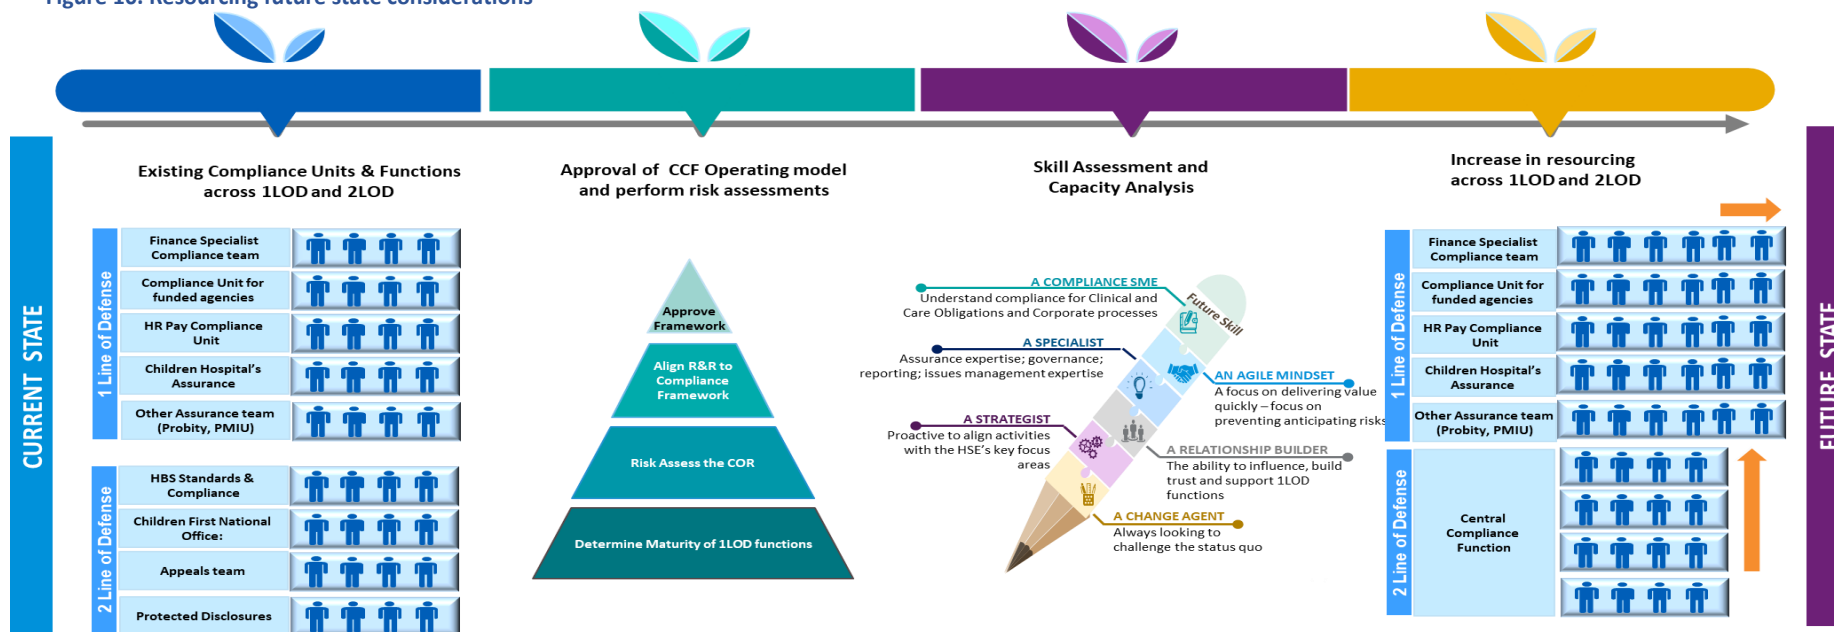 Figure 10: Resourcing future state considerations
CURRENT STATE
Existing Compliance Units & Functions
across 1LOD and 2LOD
1 Line of Defense
Finance Specialist
Compliance team
Compliance Unit for
funded agencies
HR Pay Compliance
Unit
Children Hospital's
Assurance
Other Assurance team
(Probity, PMIU)
2 Line of Defense
HBS Standards &
Compliance
Children First National
Office:
Appeals team
Protected Disclosures
Approval of CCF Operating model
and perform risk assessments
Approve
Framework
Align R&R to
Compliance
Framework
Risk Assess the COR
Determine Maturity of 1LOD functions
Skill Assessment and
Capacity Analysis
Future Skill
A COMPLIANCE SME
Understand compliance for Clinical and
Care Obligations and Corporate processes
A SPECIALIST
Assurance expertise; governance;
reporting; issues management expertise
AN AGILE MINDSET
A focus on delivering value
quickly – focus on
preventing anticipating risks
A STRATEGIST
Proactive to align activities
with the HSE's key focus
areas
A RELATIONSHIP BUILDER
The ability to influence, build
trust and support 1LOD
functions
A CHANGE AGENT
Always looking to
challenge the status quo
Increase in resourcing
across 1LOD and 2LOD
1 Line of Defense
Finance Specialist
Compliance team
Compliance Unit for
funded agencies
HR Pay Compliance
Unit
Children Hospital's
Assurance
Other Assurance team
(Probity, PMIU)
2 Line of Defense
Central
Compliance
Function
FUTURE STATE